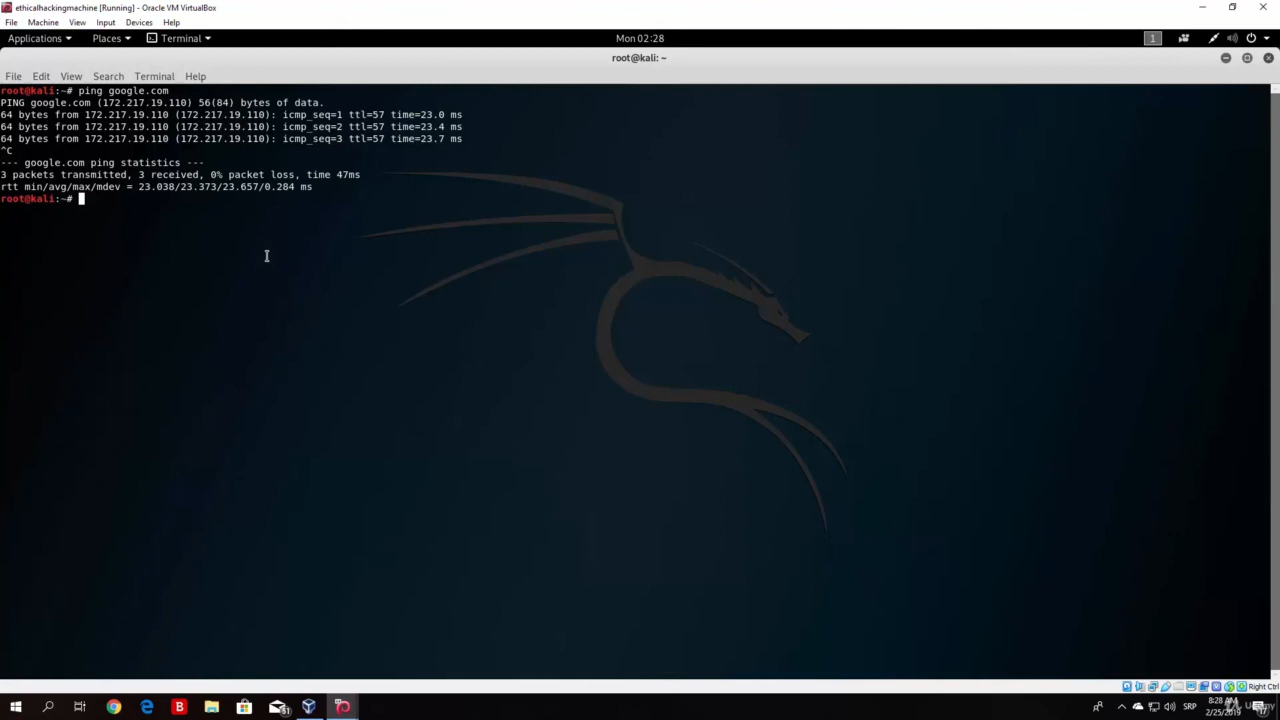 ethicalhackingmachine [Running] - Oracle VM VirtualBox
File Machine View Input Devices Help
Applications Places Terminal Mon 02:28 1
root@kali: ~
File Edit View Search Terminal Help
root@kali:~# ping google.com
PING google.com (172.217.19.110) 56(84) bytes of data.
64 bytes from 172.217.19.110 (172.217.19.110): icmp_seq=1 ttl=57 time=23.0 ms
64 bytes from 172.217.19.110 (172.217.19.110): icmp_seq=2 ttl=57 time=23.4 ms
64 bytes from 172.217.19.110 (172.217.19.110): icmp_seq=3 ttl=57 time=23.7 ms
^C
--- google.com ping statistics ---
3 packets transmitted, 3 received, 0% packet loss, time 47ms
rtt min/avg/max/mdev = 23.038/23.373/23.657/0.284 ms
root@kali:~#
Right Ctrl
B
SRP
8:28 AM
2/25/2019